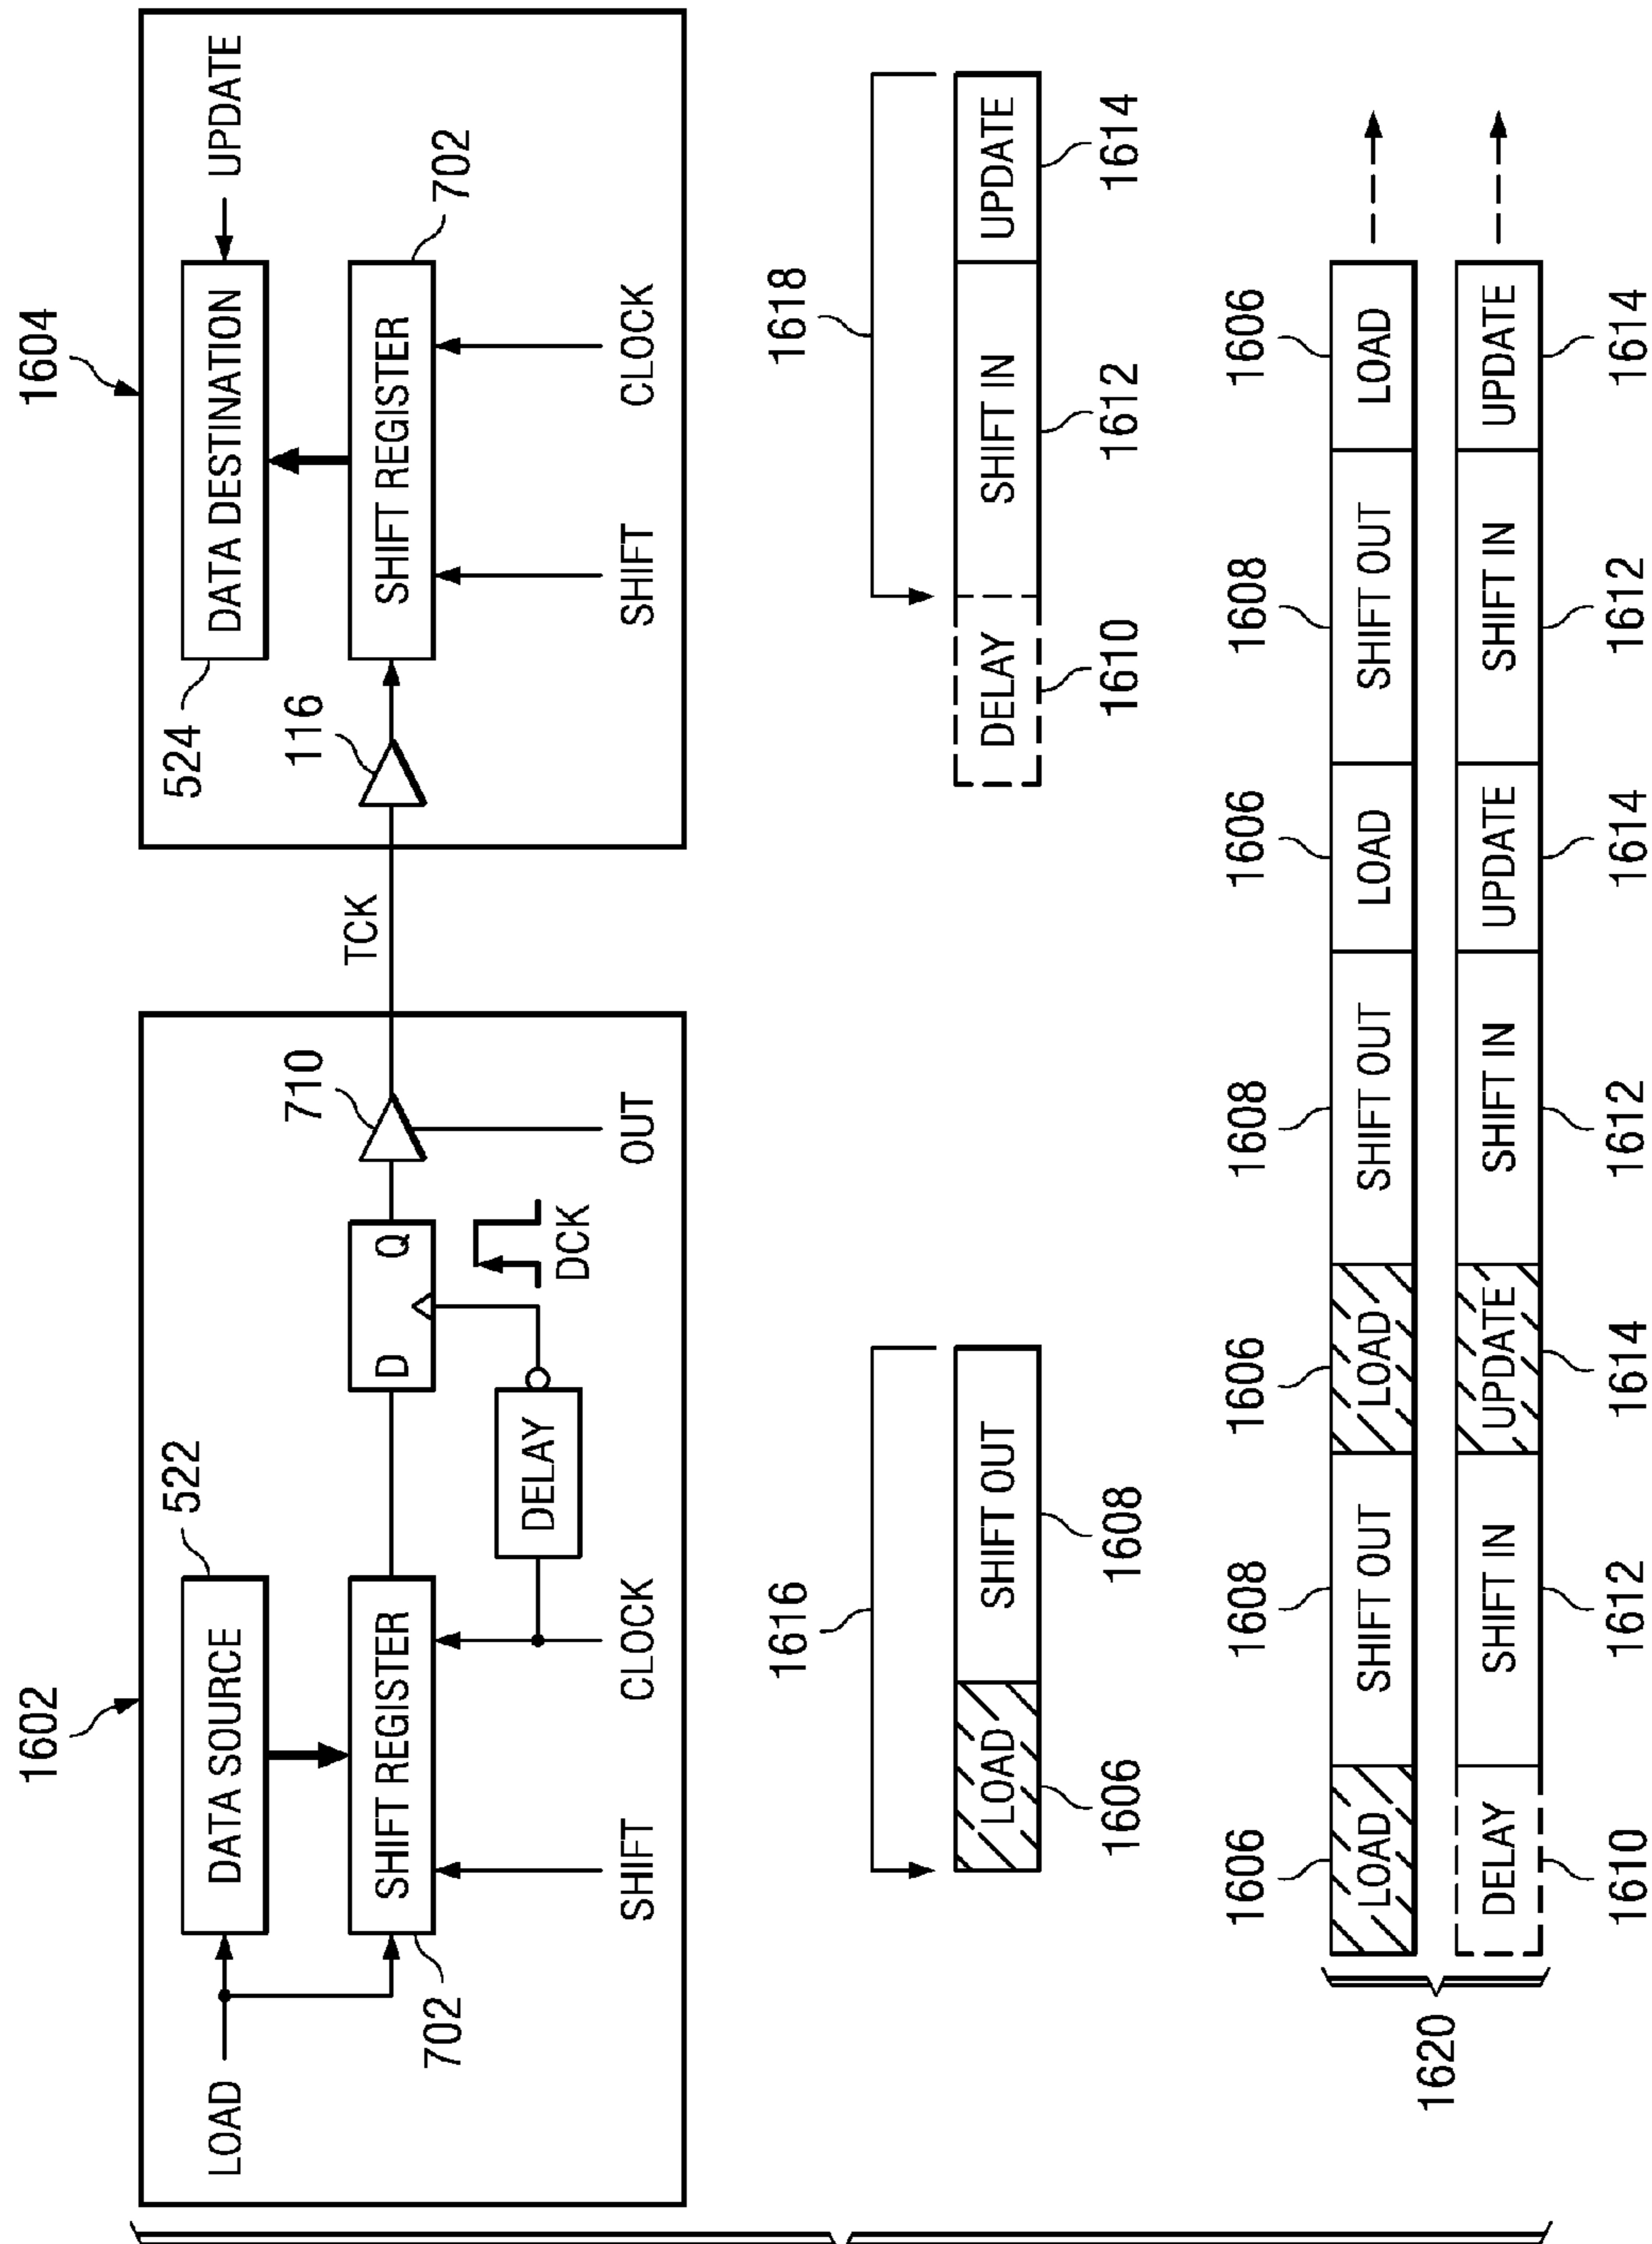 1602
1604
LOAD
DATA SOURCE
522
SHIFT REGISTER
702
SHIFT
CLOCK
DELAY
D
Q
DCK
710
OUT
TCK
116
524
DATA DESTINATION
UPDATE
SHIFT REGISTER
702
SHIFT
CLOCK
1616
LOAD
SHIFT OUT
1606
1608
1618
DELAY
SHIFT IN
UPDATE
1610
1612
1614
1606
1608
1606
1608
1606
1608
1606
LOAD
SHIFT OUT
LOAD
SHIFT OUT
LOAD
SHIFT OUT
LOAD
1620
DELAY
SHIFT IN
UPDATE
SHIFT IN
UPDATE
SHIFT IN
UPDATE
1610
1612
1614
1612
1614
1612
1614